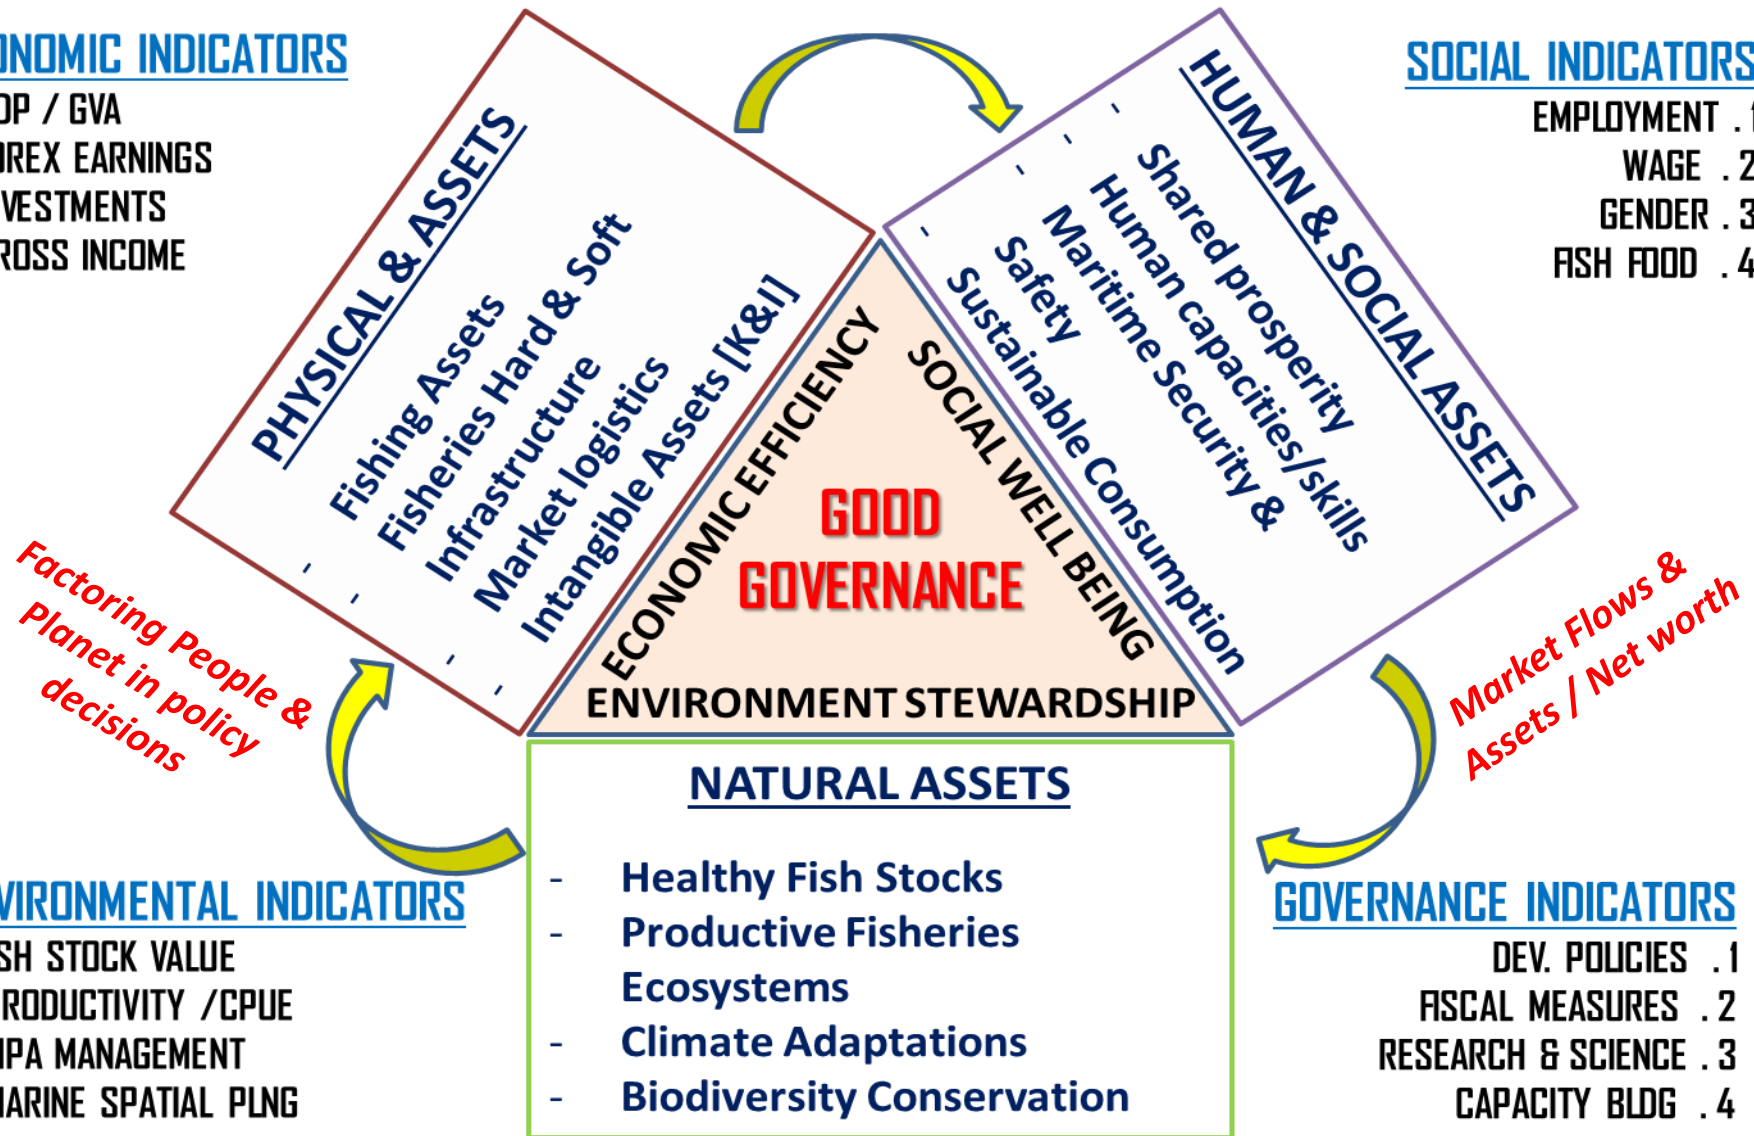 ONOMIC INDICATORS
DP / GVA
OREX EARNINGS
VESTMENTS
ROSS INCOME
PHYSICAL & ASSETS
- Fishing Assets
- Fisheries Hard & Soft
Infrastructure
- Market logistics
- Intangible Assets [K&I]
HUMAN & SOCIAL ASSETS
- Shared prosperity
- Human capacities/skills
- Maritime Security &
Safety
- Sustainable Consumption
SOCIAL INDICATORS
EMPLOYMENT . 1
WAGE . 2
GENDER . 3
FISH FOOD . 4
ECONOMIC EFFICIENCY
SOCIAL WELL BEING
GOOD
GOVERNANCE
ENVIRONMENT STEWARDSHIP
Factoring People &
Planet in policy
decisions
Market Flows &
Assets / Net worth
NATURAL ASSETS
- Healthy Fish Stocks
- Productive Fisheries
Ecosystems
- Climate Adaptations
- Biodiversity Conservation
VIRONMENTAL INDICATORS
SH STOCK VALUE
RODUCTIVITY /CPUE
MPA MANAGEMENT
MARINE SPATIAL PLNG
GOVERNANCE INDICATORS
DEV. POLICIES . 1
FISCAL MEASURES . 2
RESEARCH & SCIENCE . 3
CAPACITY BLDG . 4